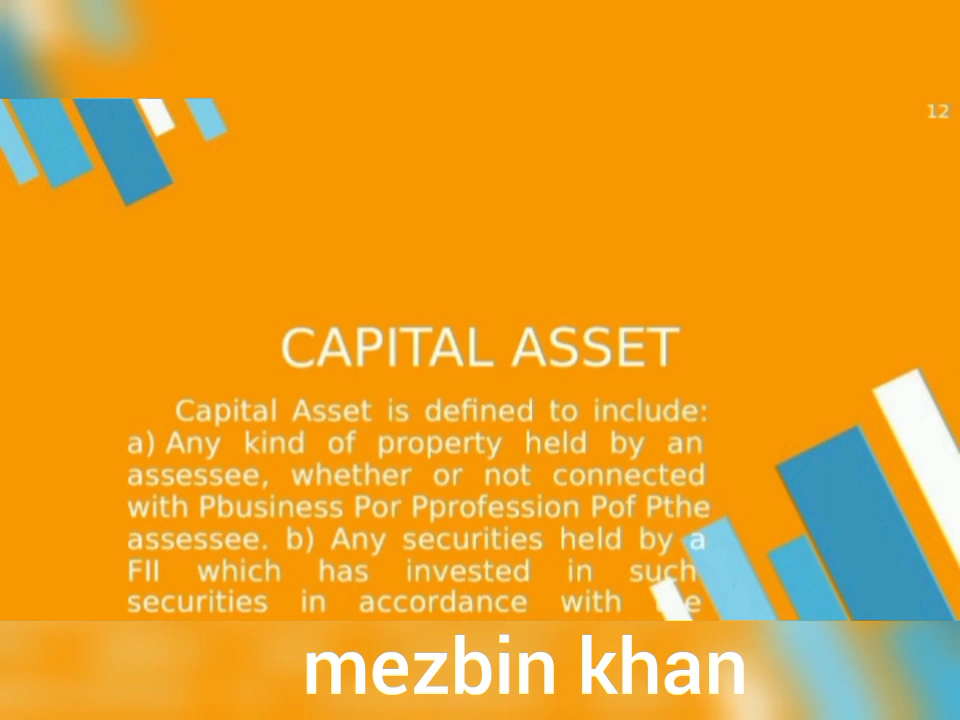 12
CAPITAL ASSET
Capital Asset is defined to include:
a) Any kind of property held by an
assessee, whether or not connected
with Pbusiness Por Pprofession Pof Pthe
assessee. b) Any securities held by a
FII which has invested in such
securities in accordance with
mezbin khan